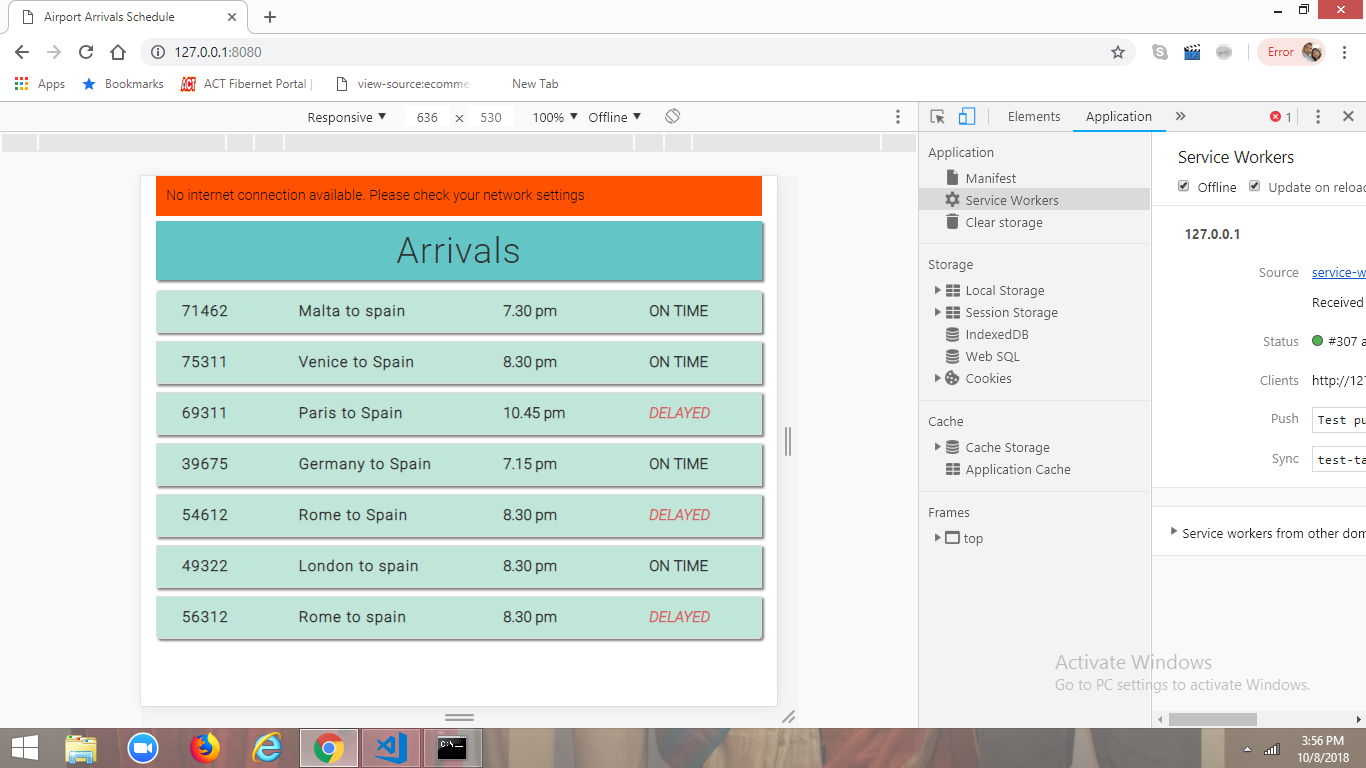 Airport Arrivals Schedule
127.0.0.1:8080
Error
Apps
Bookmarks
ACT Fibernet Portal |
view-source:ecomme
New Tab
Responsive ▼ 636 × 530 100% ▼ Offline ▼
Elements Application » 1
No internet connection available. Please check your network settings
Arrivals
71462 Malta to spain 7.30 pm ON TIME
75311 Venice to Spain 8.30 pm ON TIME
69311 Paris to Spain 10.45 pm DELAYED
39675 Germany to Spain 7.15 pm ON TIME
54612 Rome to Spain 8.30 pm DELAYED
49322 London to spain 8.30 pm ON TIME
56312 Rome to spain 8.30 pm DELAYED
Application
Manifest
Service Workers
Clear storage
Storage
Local Storage
Session Storage
IndexedDB
Web SQL
Cookies
Cache
Cache Storage
Application Cache
Frames
top
Service Workers
Offline Update on reload
127.0.0.1
Source service-w
Received
Status #307 a
Clients http://127
Push Test pu
Sync test-ta
Service workers from other dom
Activate Windows
Go to PC settings to activate Windows.
3:56 PM
10/8/2018